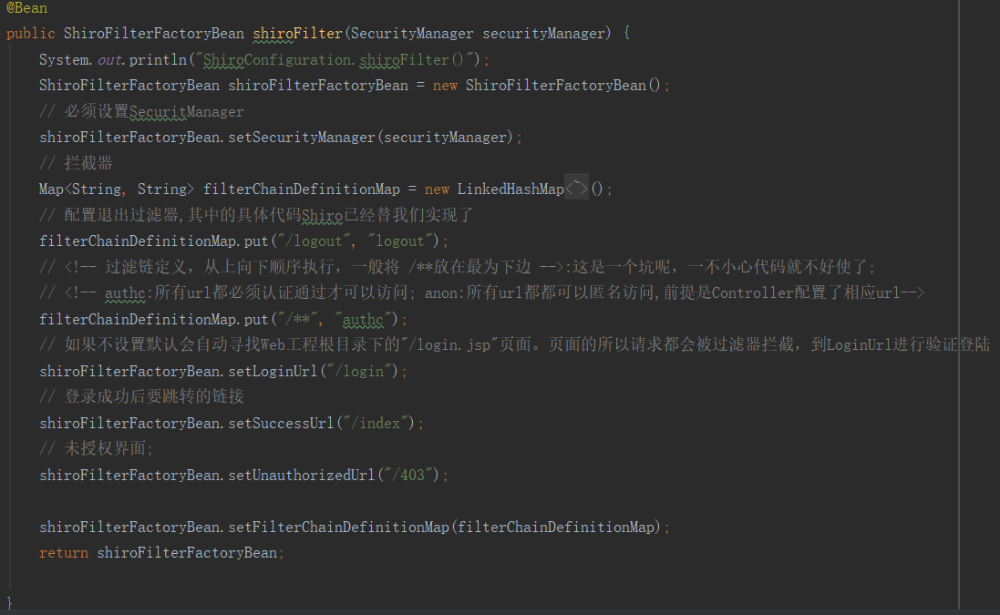 @Bean
public ShiroFilterFactoryBean shiroFilter(SecurityManager securityManager) {
System.out.println("ShiroConfiguration.shiroFilter()");
ShiroFilterFactoryBean shiroFilterFactoryBean = new ShiroFilterFactoryBean();
// 必须设置SecuritManager
shiroFilterFactoryBean.setSecurityManager(securityManager);
// 拦截器
Map<String, String> filterChainDefinitionMap = new LinkedHashMap<~>();
// 配置退出过滤器,其中的具体代码Shiro已经替我们实现了
filterChainDefinitionMap.put("/logout", "logout");
// <!-- 过滤链定义，从上向下顺序执行，一般将 /**放在最为下边 -->:这是一个坑呢，一不小心代码就不好使了;
// <!-- authc:所有url都必须认证通过才可以访问; anon:所有url都都可以匿名访问,前提是Controller配置了相应url-->
filterChainDefinitionMap.put("/**", "authc");
// 如果不设置默认会自动寻找Web工程根目录下的"/login.jsp"页面。页面的所以请求都会被过滤器拦截，到LoginUrl进行验证登陆
shiroFilterFactoryBean.setLoginUrl("/login");
// 登录成功后要跳转的链接
shiroFilterFactoryBean.setSuccessUrl("/index");
// 未授权界面;
shiroFilterFactoryBean.setUnauthorizedUrl("/403");
shiroFilterFactoryBean.setFilterChainDefinitionMap(filterChainDefinitionMap);
return shiroFilterFactoryBean;
}